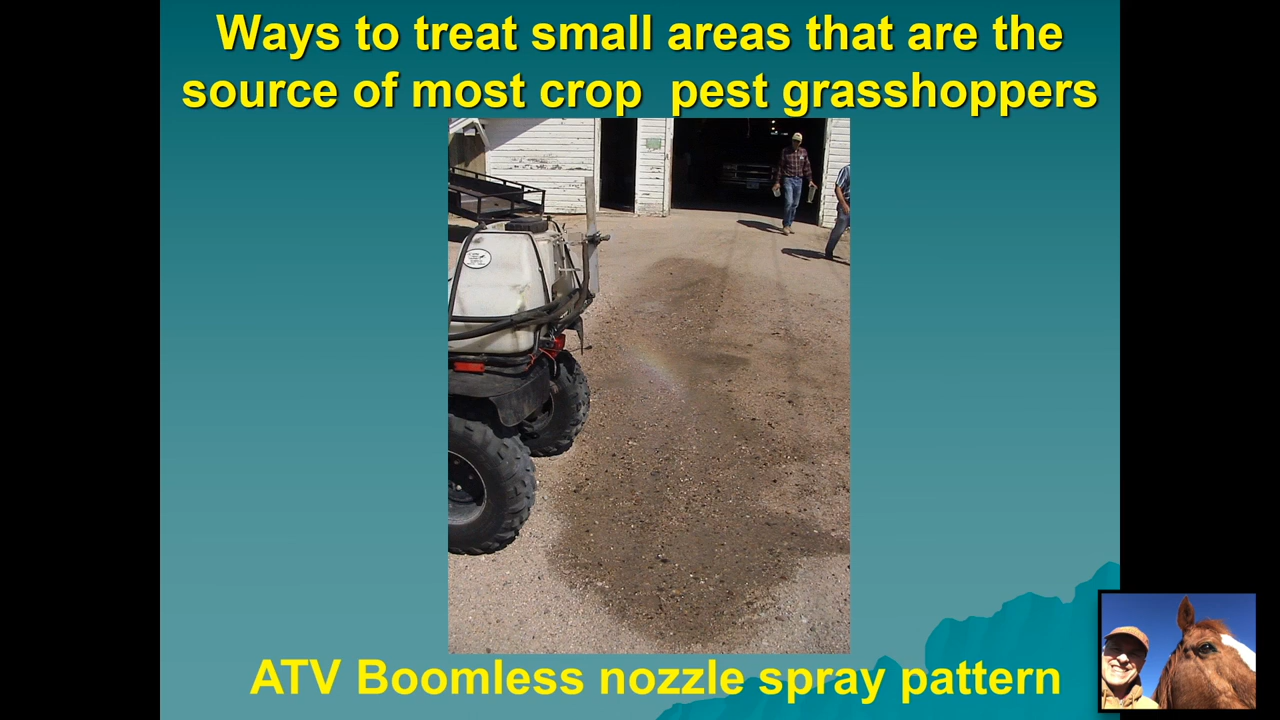 Ways to treat small areas that are the
source of most crop  pest grasshoppers
ATV Boomless nozzle spray pattern